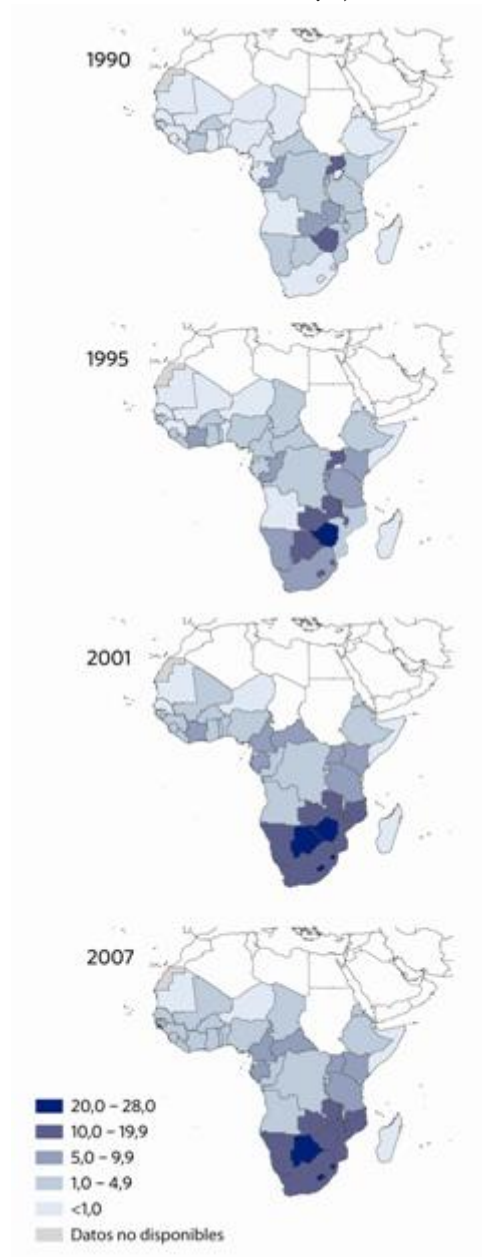 1990
1995
2001
2007
20,0 – 28,0
10,0 – 19,9
5,0 – 9,9
1,0 – 4,9
<1,0
Datos no disponibles